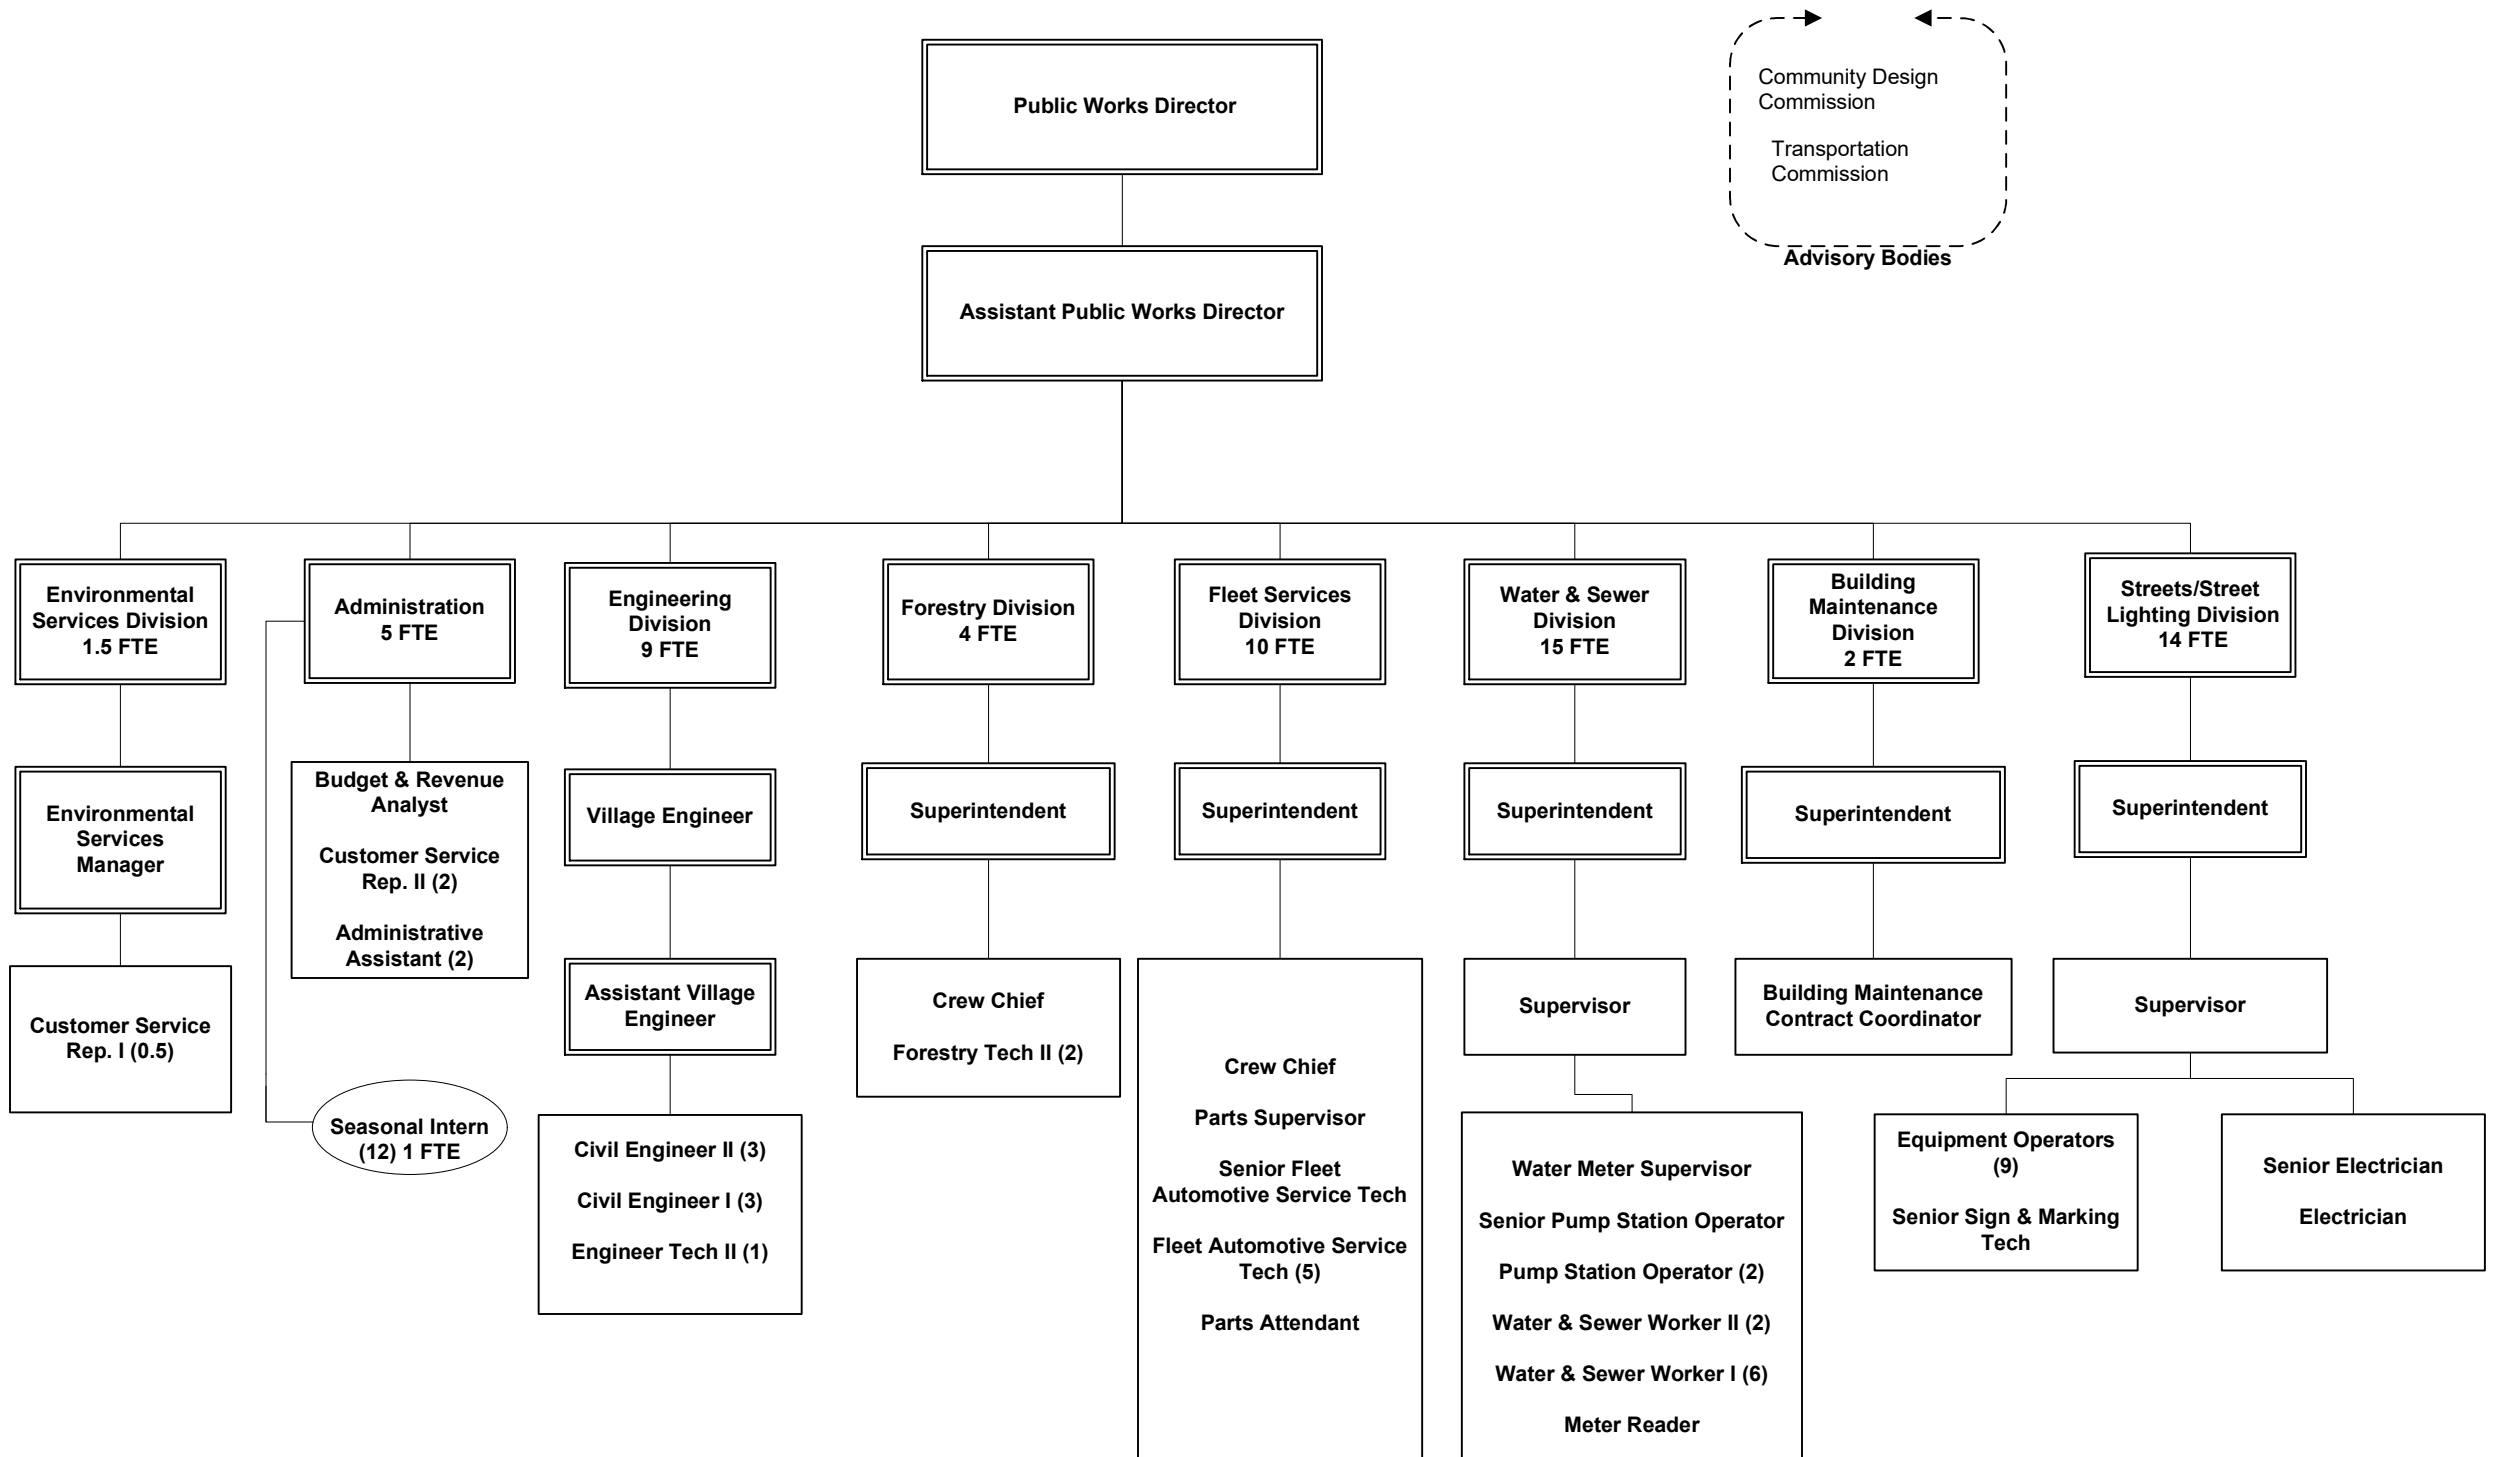 Public Works Director
Community Design
Commission
Transportation
Commission
Advisory Bodies
Assistant Public Works Director
Environmental
Services Division
1.5 FTE
Administration
5 FTE
Engineering
Division
9 FTE
Forestry Division
4 FTE
Fleet Services
Division
10 FTE
Water & Sewer
Division
15 FTE
Building
Maintenance
Division
2 FTE
Streets/Street
Lighting Division
14 FTE
Environmental
Services
Manager
Budget & Revenue
Analyst
Customer Service
Rep. II (2)
Administrative
Assistant (2)
Village Engineer
Superintendent
Superintendent
Superintendent
Superintendent
Superintendent
Customer Service
Rep. I (0.5)
Seasonal Intern
(12) 1 FTE
Assistant Village
Engineer
Civil Engineer II (3)
Civil Engineer I (3)
Engineer Tech II (1)
Crew Chief
Forestry Tech II (2)
Crew Chief
Parts Supervisor
Senior Fleet
Automotive Service Tech
Fleet Automotive Service
Tech (5)
Parts Attendant
Supervisor
Water Meter Supervisor
Senior Pump Station Operator
Pump Station Operator (2)
Water & Sewer Worker II (2)
Water & Sewer Worker I (6)
Meter Reader
Building Maintenance
Contract Coordinator
Supervisor
Equipment Operators
(9)
Senior Sign & Marking
Tech
Senior Electrician
Electrician